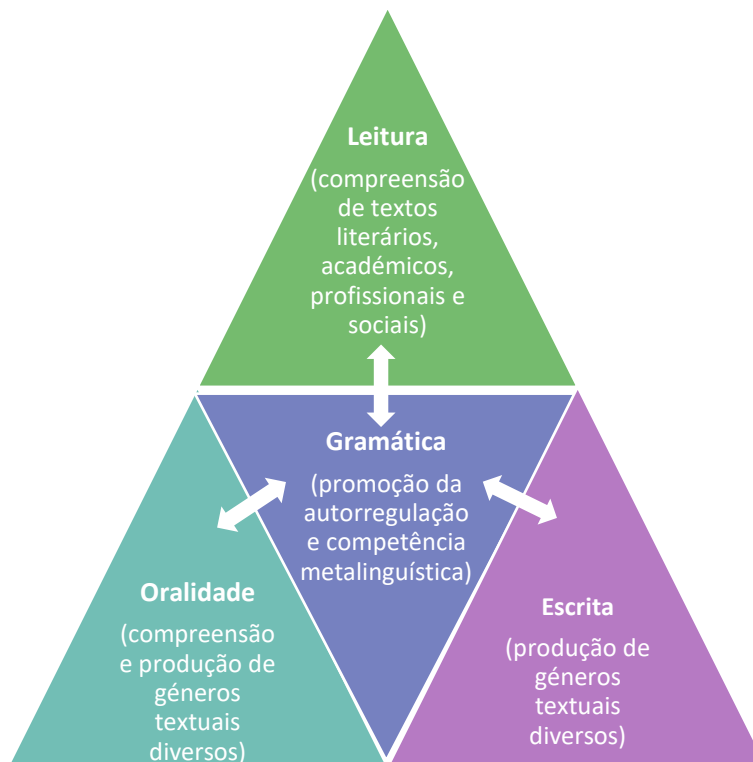 Leitura
(compreensão
de textos
literários,
académicos,
profissionais e
sociais)
Gramática
(promoção da
autorregulação
e competência
metalinguística)
Oralidade
(compreensão
e produção de
géneros
textuais
diversos)
Escrita
(produção de
géneros
textuais
diversos)